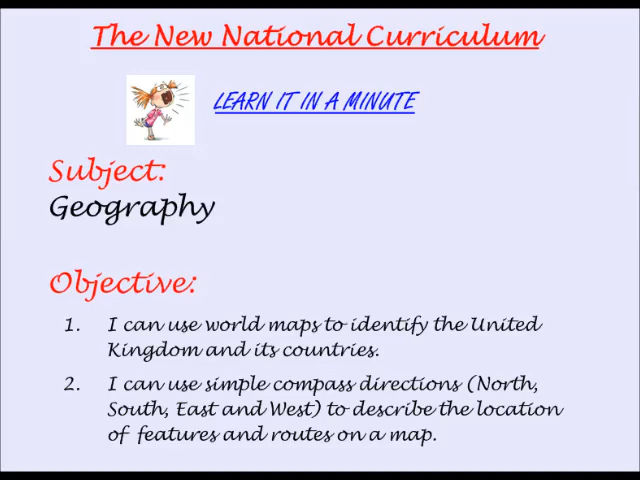 The New National Curriculum
LEARN IT IN A MINUTE
Subject:
Geography
Objective:
1. I can use world maps to identify the United
Kingdom and its countries.
2. I can use simple compass directions (North,
South, East and West) to describe the location
of features and routes on a map.